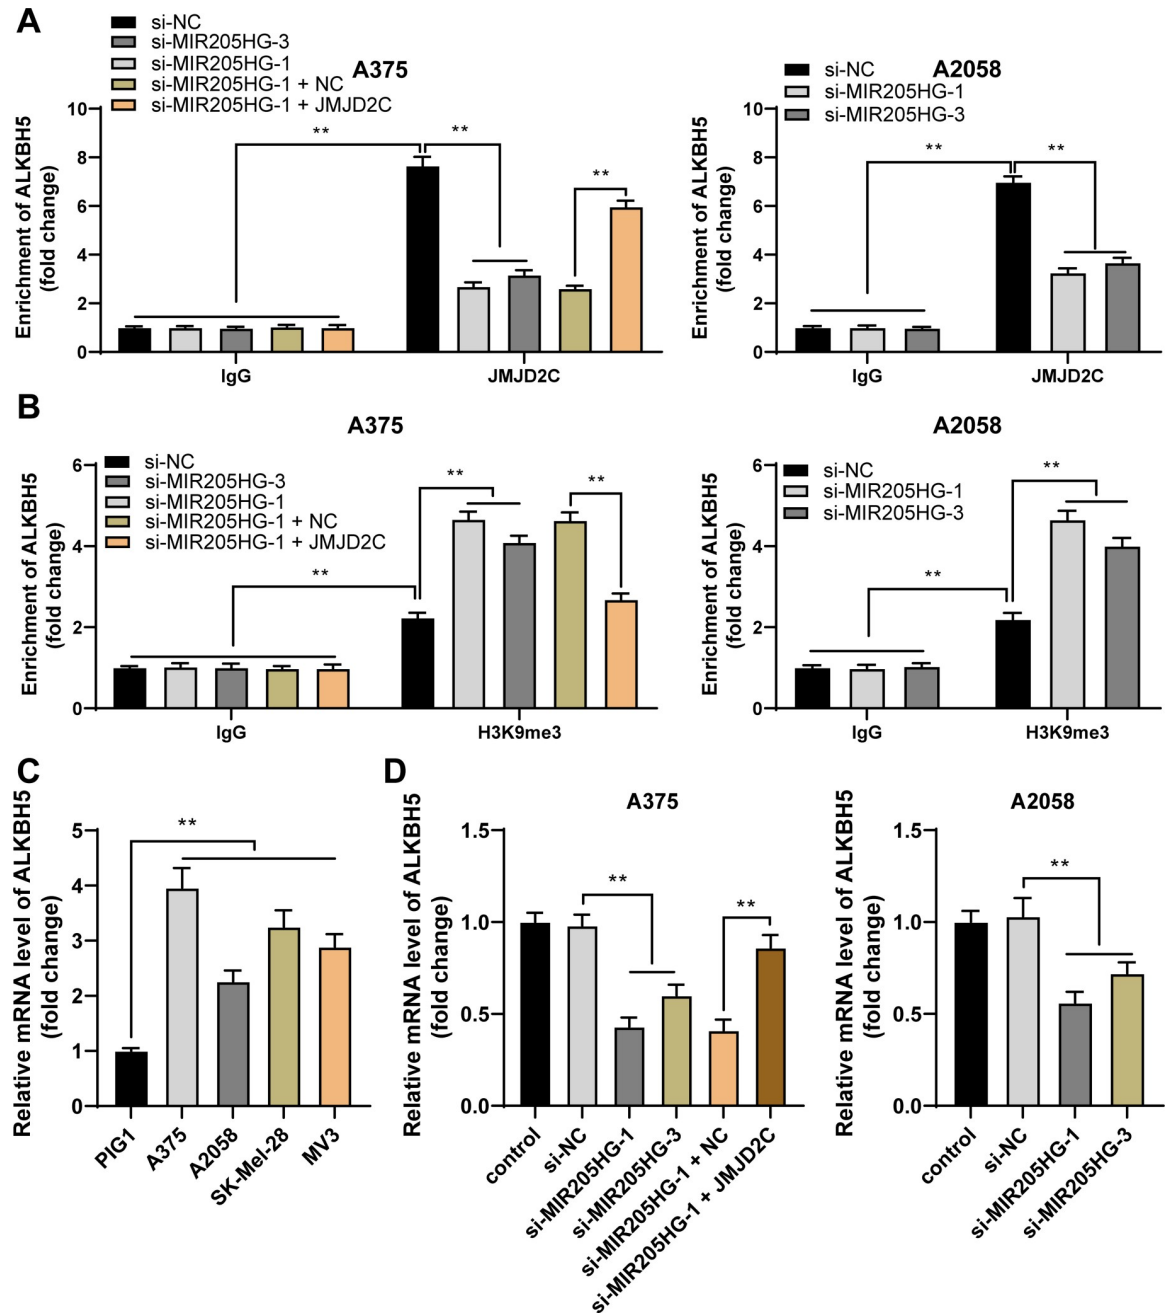 A
si-NC
si-MIR205HG-3
si-MIR205HG-1
si-MIR205HG-1 + NC
si-MIR205HG-1 + JMJD2C
A375
Enrichment of ALKBH5
(fold change)
10
8
6
4
2
0
**
**
**
IgG
JMJD2C
si-NC
si-MIR205HG-1
si-MIR205HG-3
A2058
Enrichment of ALKBH5
(fold change)
10
8
6
4
2
0
**
**
IgG
JMJD2C
B
A375
si-NC
si-MIR205HG-3
si-MIR205HG-1
si-MIR205HG-1 + NC
si-MIR205HG-1 + JMJD2C
Enrichment of ALKBH5
(fold change)
6
4
2
0
**
**
**
IgG
H3K9me3
A2058
si-NC
si-MIR205HG-1
si-MIR205HG-3
Enrichment of ALKBH5
(fold change)
6
4
2
0
**
**
IgG
H3K9me3
C
Relative mRNA level of ALKBH5
(fold change)
5
4
3
2
1
0
**
PIG1
A375
A2058
SK-Mel-28
MV3
D
A375
Relative mRNA level of ALKBH5
(fold change)
1.5
1.0
0.5
0.0
**
**
control
si-NC
si-MIR205HG-1
si-MIR205HG-3
si-MIR205HG-1 + NC
si-MIR205HG-1 + JMJD2C
A2058
Relative mRNA level of ALKBH5
(fold change)
1.5
1.0
0.5
0.0
**
control
si-NC
si-MIR205HG-1
si-MIR205HG-3